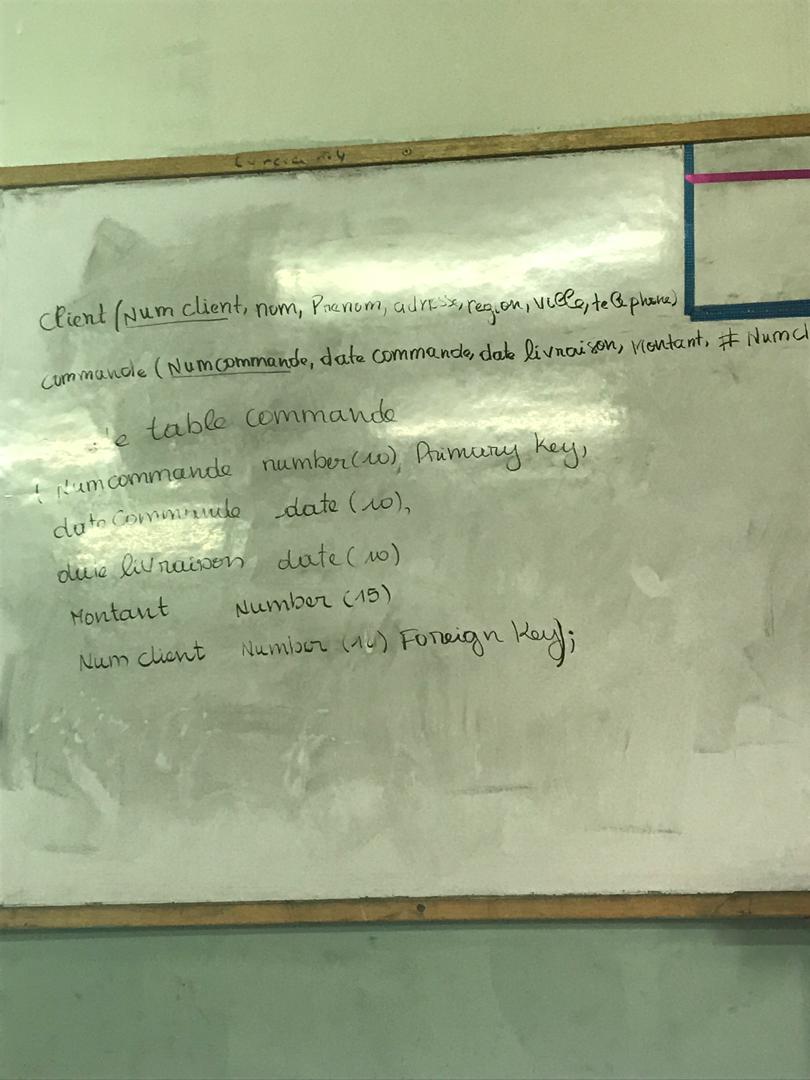 Client (Num client, nom, Prenom, adresse, region, ville, telephone)
commande (Numcommande, date commande, date livraison, Montant, # Numcl
table commande
( Numcommande number(10), Primary Key,
date Commande date (10),
date livraison date (10)
Montant Number (15)
Num client Number (10) Foreign Key);